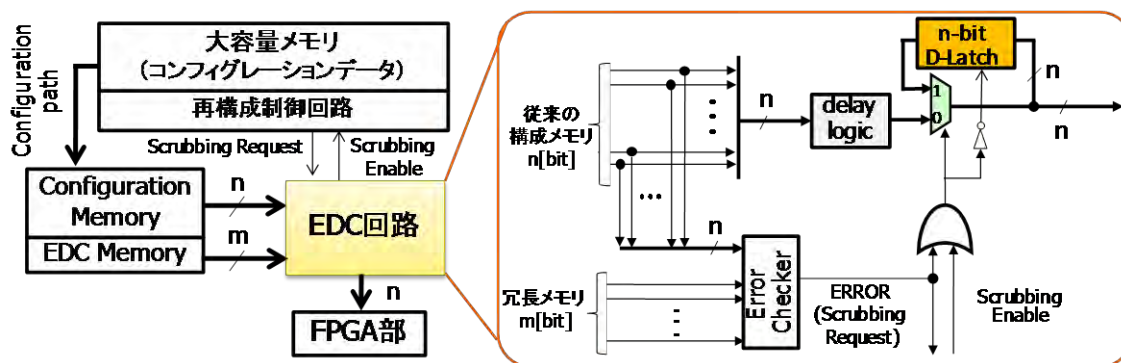 大容量メモリ
(コンフィグレーションデータ)
再構成制御回路
Configuration
path
Scrubbing Request
Scrubbing
Enable
Configuration
Memory
EDC Memory
n
m
EDC回路
n
FPGA部
従来の
構成メモリ
n[bit]
n
delay
logic
1
0
n-bit
D-Latch
n
n
n
冗長メモリ
m[bit]
Error
Checker
ERROR
(Scrubbing
Request)
Scrubbing
Enable